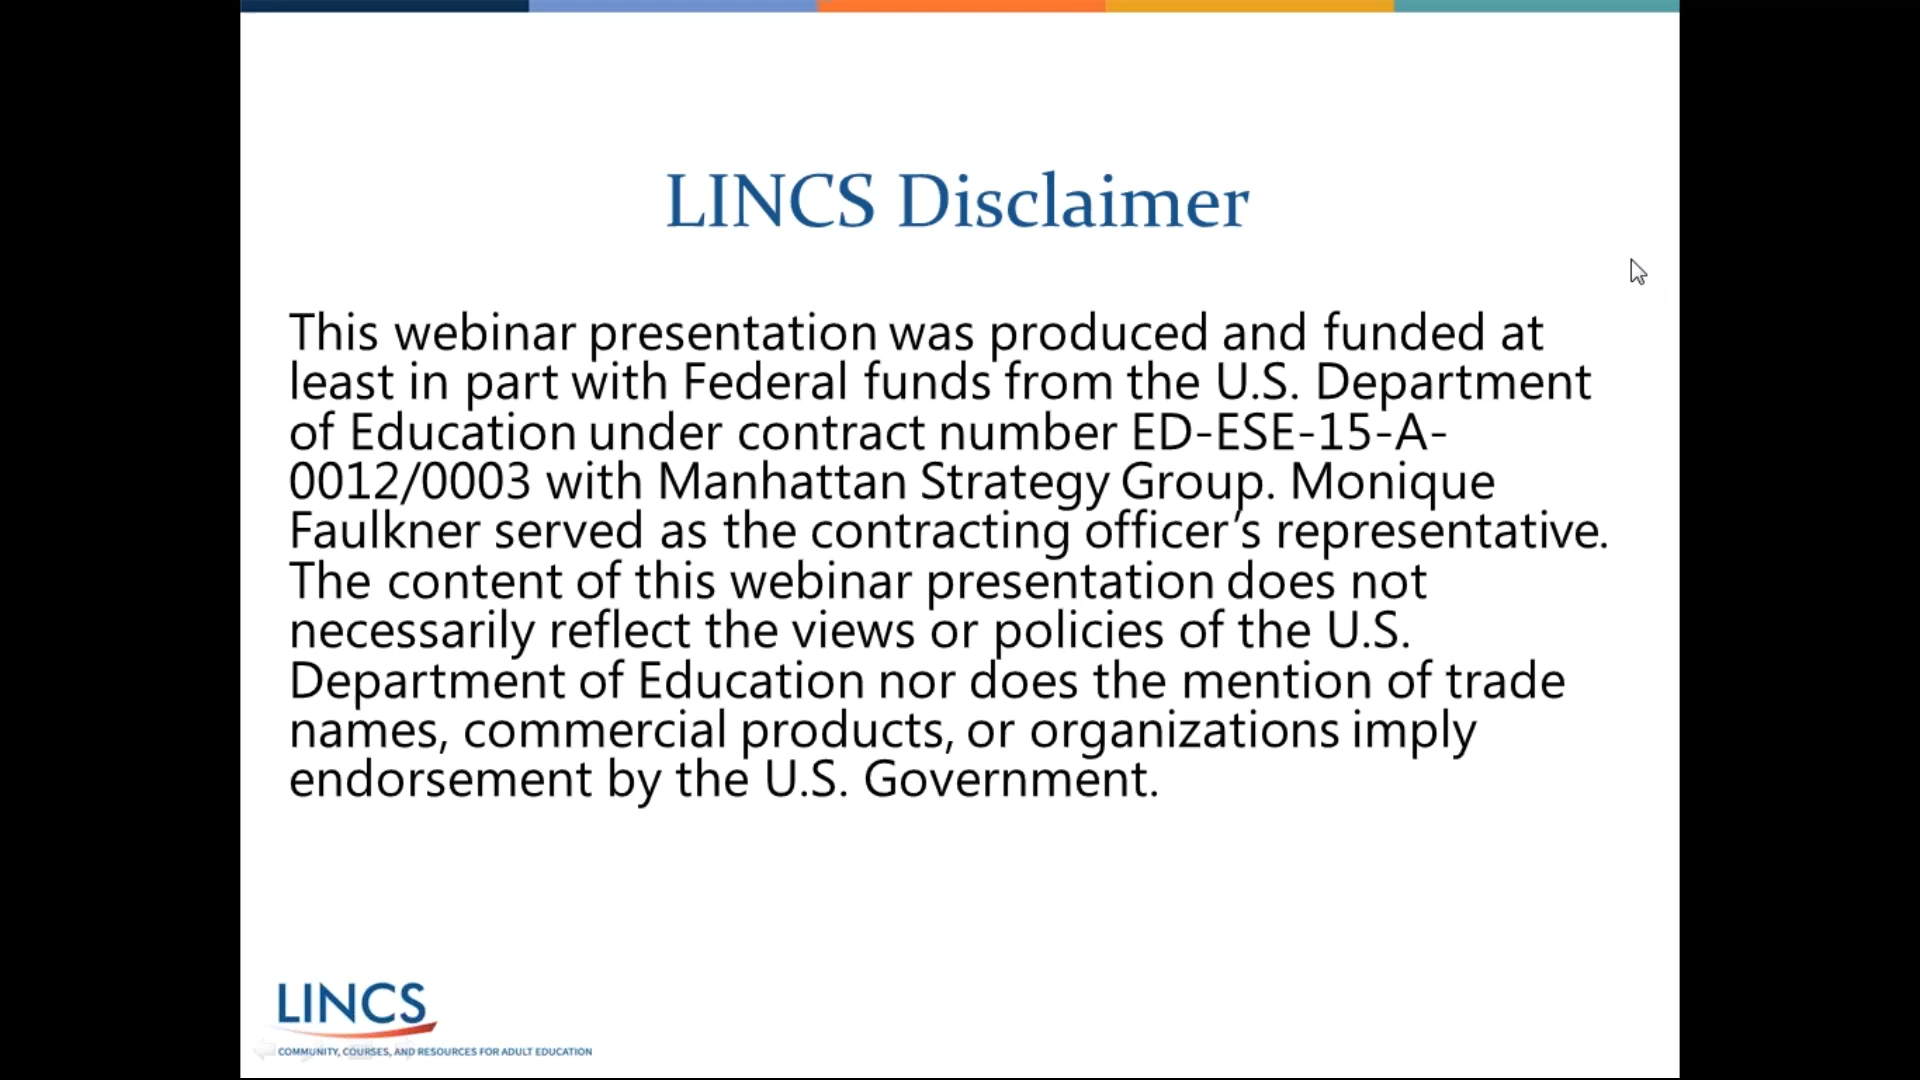 LINCS Disclaimer
This webinar presentation was produced and funded at
least in part with Federal funds from the U.S. Department
of Education under contract number ED-ESE-15-A-
0012/0003 with Manhattan Strategy Group. Monique
Faulkner served as the contracting officer’s representative.
The content of this webinar presentation does not
necessarily reflect the views or policies of the U.S.
Department of Education nor does the mention of trade
names, commercial products, or organizations imply
endorsement by the U.S. Government.
LINCS
COMMUNITY, COURSES, AND RESOURCES FOR ADULT EDUCATION